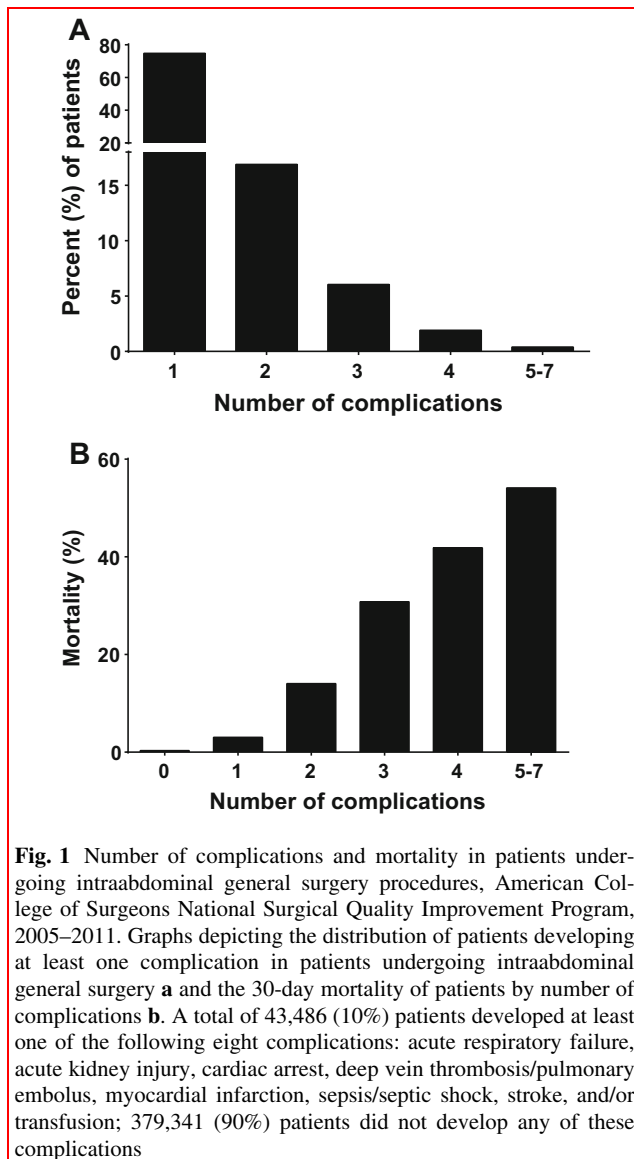 A
80
60
40
20
15
10
5
0
Percent (%) of patients
1 2 3 4 5-7
Number of complications
B
60
40
20
0
Mortality (%)
0 1 2 3 4 5-7
Number of complications
Fig. 1 Number of complications and mortality in patients under-
going intraabdominal general surgery procedures, American Col-
lege of Surgeons National Surgical Quality Improvement Program,
2005–2011. Graphs depicting the distribution of patients developing
at least one complication in patients undergoing intraabdominal
general surgery a and the 30-day mortality of patients by number of
complications b. A total of 43,486 (10%) patients developed at least
one of the following eight complications: acute respiratory failure,
acute kidney injury, cardiac arrest, deep vein thrombosis/pulmonary
embolus, myocardial infarction, sepsis/septic shock, stroke, and/or
transfusion; 379,341 (90%) patients did not develop any of these
complications